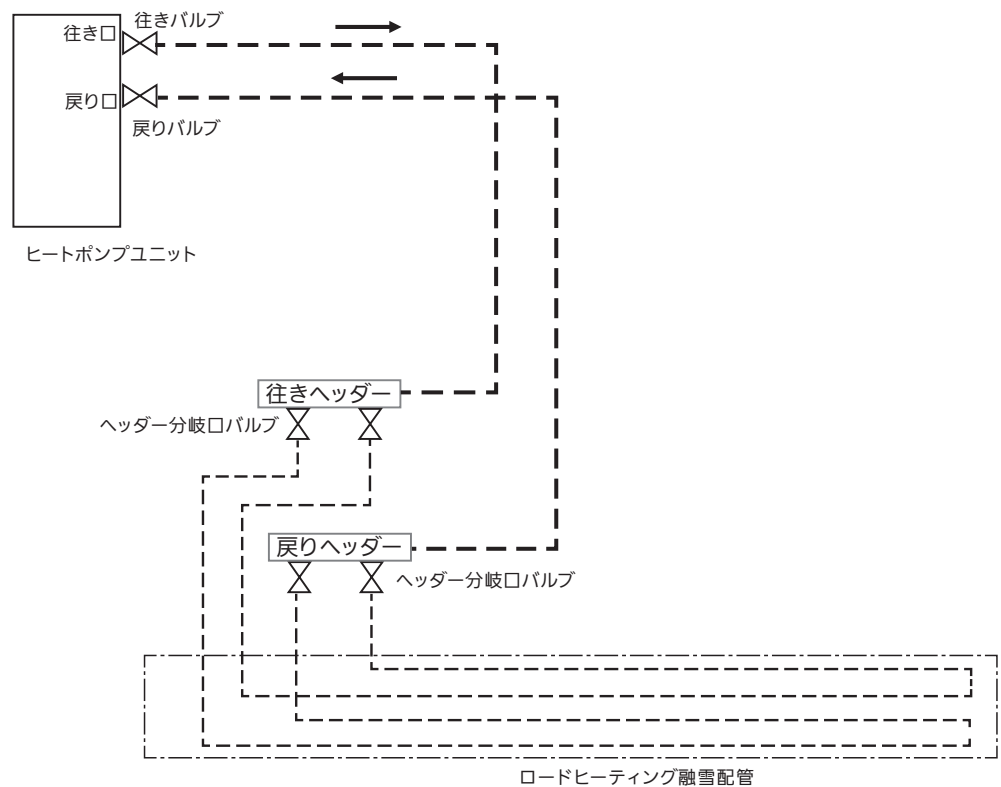 往きバルブ
往き口
戻り口
戻りバルブ
ヒートポンプユニット
往きヘッダー
ヘッダー分岐口バルブ
戻りヘッダー
ヘッダー分岐口バルブ
ロードヒーティング融雪配管